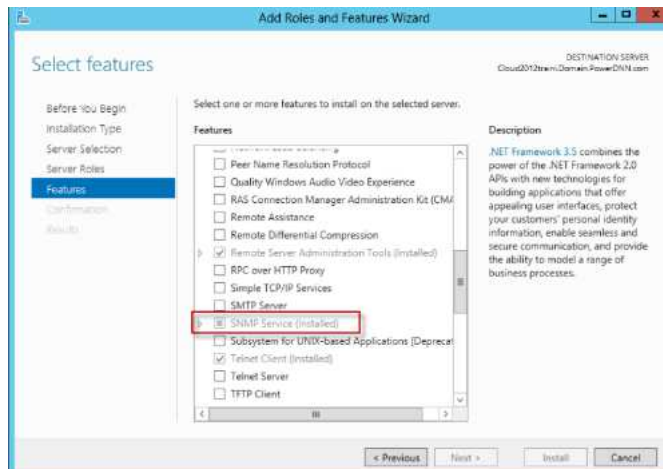 Add Roles and Features Wizard
Select features
DESTINATION SERVER
Before You Begin
Installation Type
Server Selection
Server Roles
Features
Confirmation
Results
Select one or more features to install on the selected server.
Features
Peer Name Resolution Protocol
Quality Windows Audio Video Experience
RAS Connection Manager Administration Kit (CMA
Remote Assistance
Remote Differential Compression
Remote Server Administration Tools (Installed)
RPC over HTTP Proxy
Simple TCP/IP Services
SMTP Server
SNMP Service (Installed)
Subsystem for UNIX-based Applications [Deprecat
Telnet Client (Installed)
Telnet Server
TFTP Client
Description
.NET Framework 3.5 combines the
power of the .NET Framework 2.0
APIs with new technologies for
building applications that offer
appealing user interfaces, protect
your customers' personal identity
information, enable seamless and
secure communication, and provide
the ability to model a range of
business processes.
< Previous
Next >
Install
Cancel